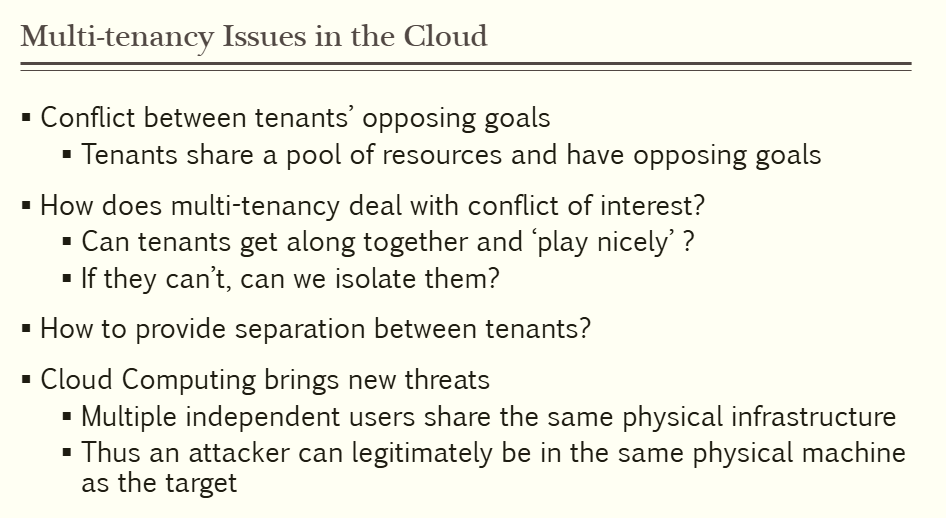 Multi-tenancy Issues in the Cloud
▪ Conflict between tenants’ opposing goals
▪ Tenants share a pool of resources and have opposing goals
▪ How does multi-tenancy deal with conflict of interest?
▪ Can tenants get along together and ‘play nicely’ ?
▪ If they can’t, can we isolate them?
▪ How to provide separation between tenants?
▪ Cloud Computing brings new threats
▪ Multiple independent users share the same physical infrastructure
▪ Thus an attacker can legitimately be in the same physical machine
as the target